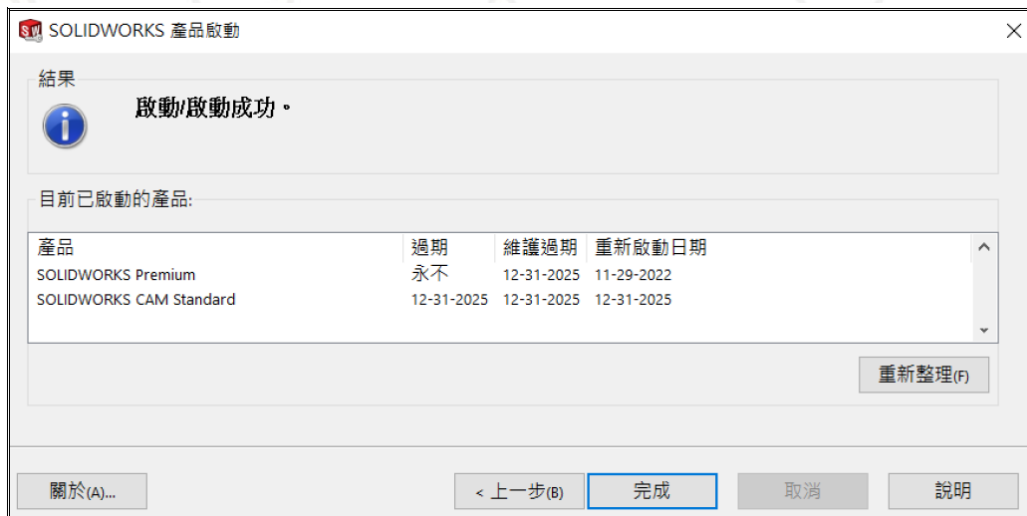 SOLIDWORKS 產品啟動
結果
啟動/啟動成功。
目前已啟動的產品:
產品 過期 維護過期 重新啟動日期
SOLIDWORKS Premium 永不 12-31-2025 11-29-2022
SOLIDWORKS CAM Standard 12-31-2025 12-31-2025 12-31-2025
重新整理(F)
關於(A)... < 上一步(B) 完成 取消 說明